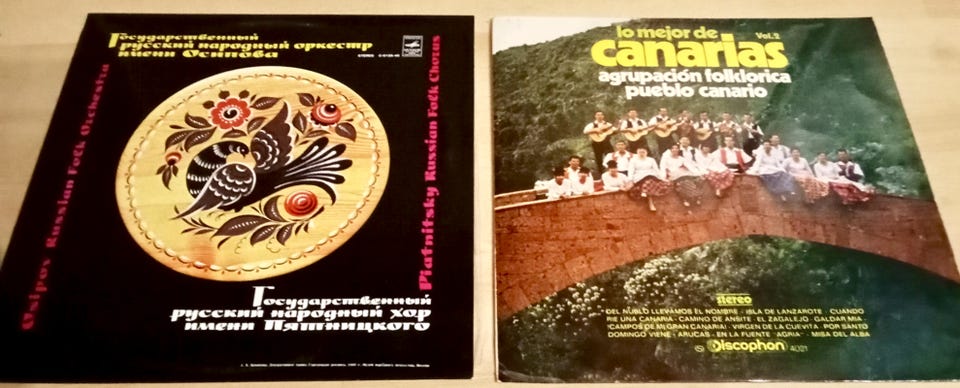 Государственный
русский народный оркестр
имени Осипова
STEREO
Osipov Russian Folk Orchestra
Piatnitsky Russian Folk Chorus
Государственный
русский народный хор
имени Пятницкого
lo mejor de
canarias
Vol.2
agrupación folklorica
pueblo canario
stereo
DEL NUBLO LLEVAMOS EL NOMBRE - ISLA DE LANZAROTE - CUANDO
RIE UNA CANARIA - CAMINO DE ANSITE - EL ZAGALEJO - GALDAR MIA -
CAMPOS DE MI GRAN CANARIA - VIRGEN DE LA CUEVITA - POR SANTO
DOMINGO VIENE - ARUCAS - EN LA FUENTE "AGRIA" - MISA DEL ALBA
Discophon 4021